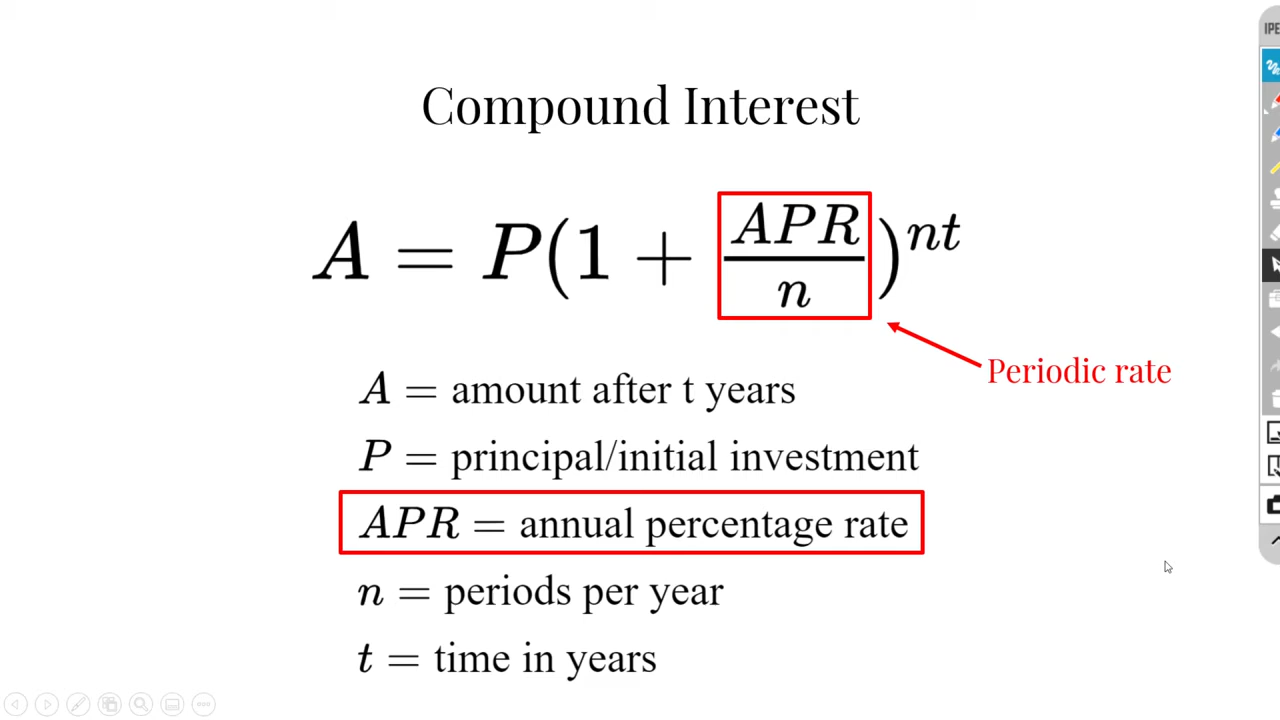 Compound Interest
A = P(1 + APR/n)^nt
Periodic rate
A = amount after t years
P = principal/initial investment
APR = annual percentage rate
n = periods per year
t = time in years